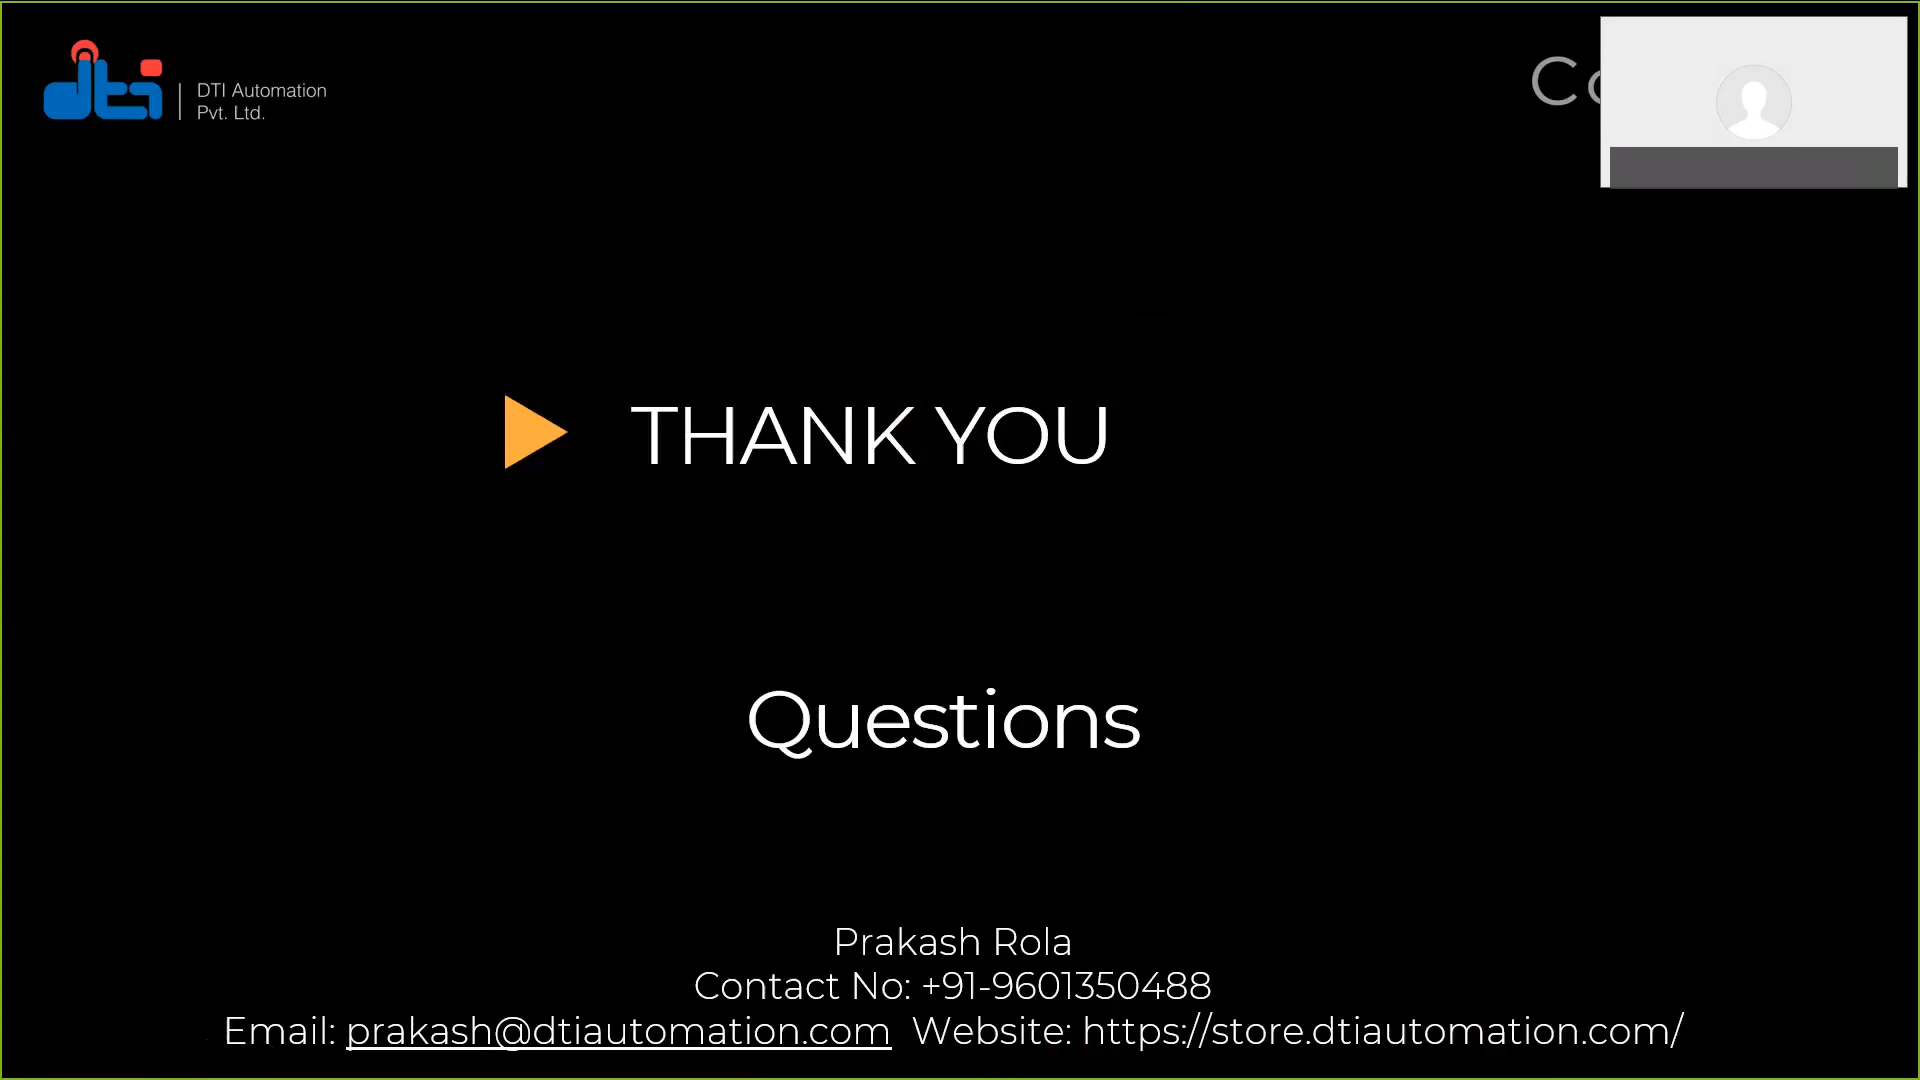 dti
DTI Automation
Pvt. Ltd.
THANK YOU
Questions
Prakash Rola
Contact No: +91-9601350488
Email: prakash@dtiautomation.com Website: https://store.dtiautomation.com/